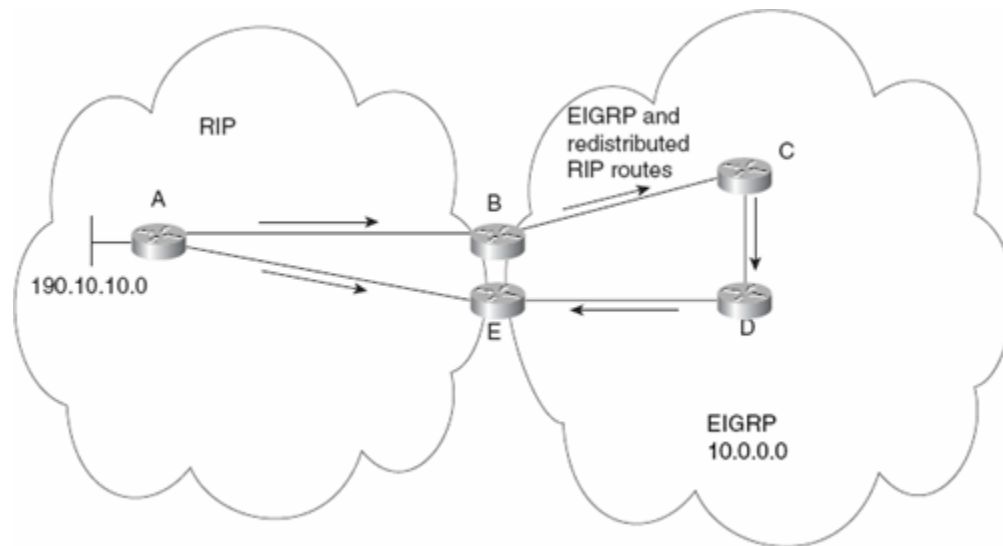 RIP
EIGRP and
redistributed
RIP routes
C
A
B
190.10.10.0
E
D
EIGRP
10.0.0.0